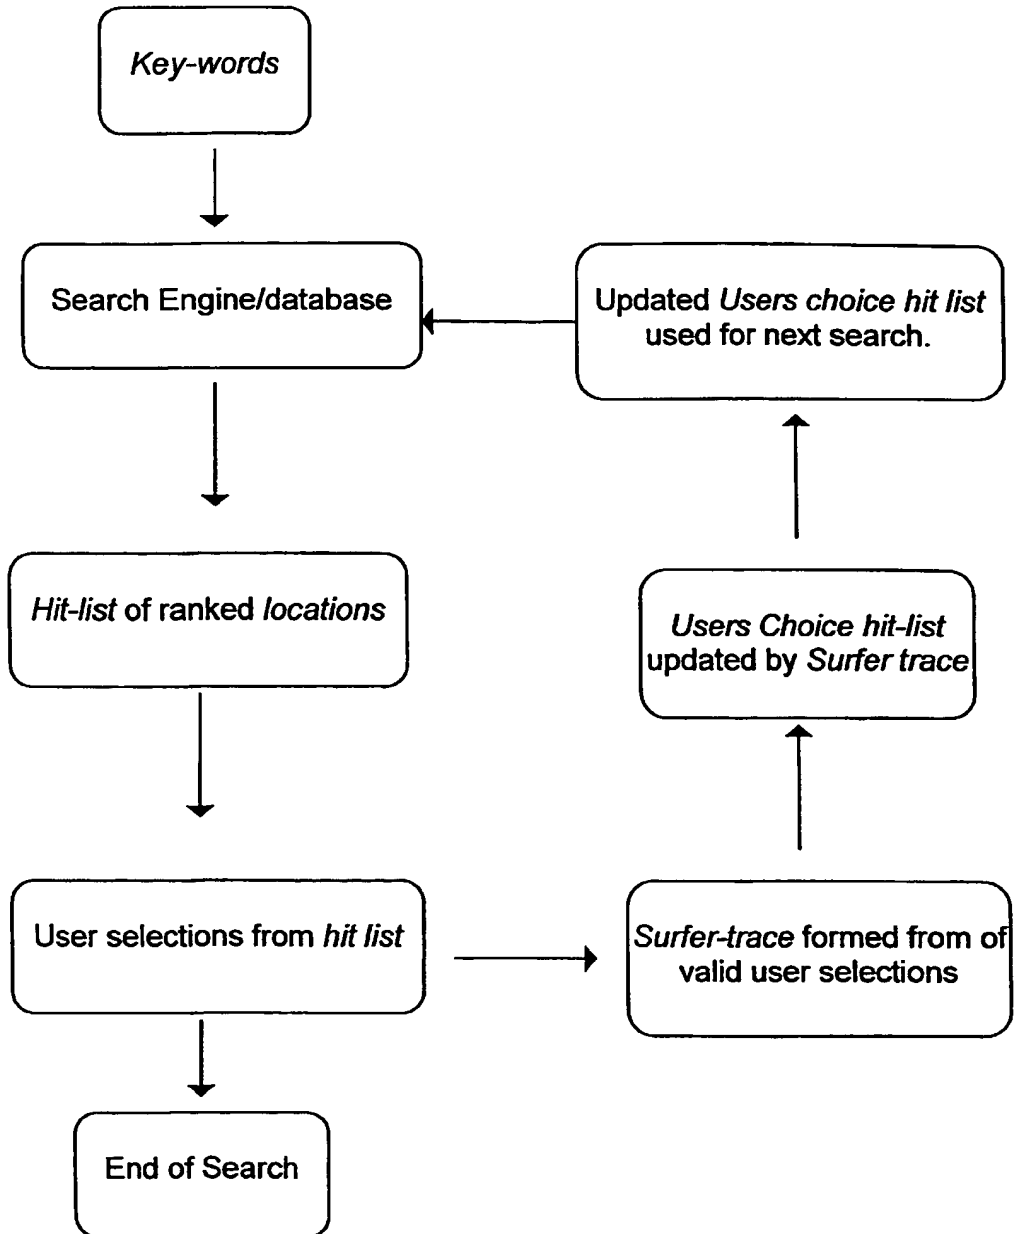 Key-words
Search Engine/database
Updated Users choice hit list
used for next search.
Hit-list of ranked locations
Users Choice hit-list
updated by Surfer trace
User selections from hit list
Surfer-trace formed from of
valid user selections
End of Search